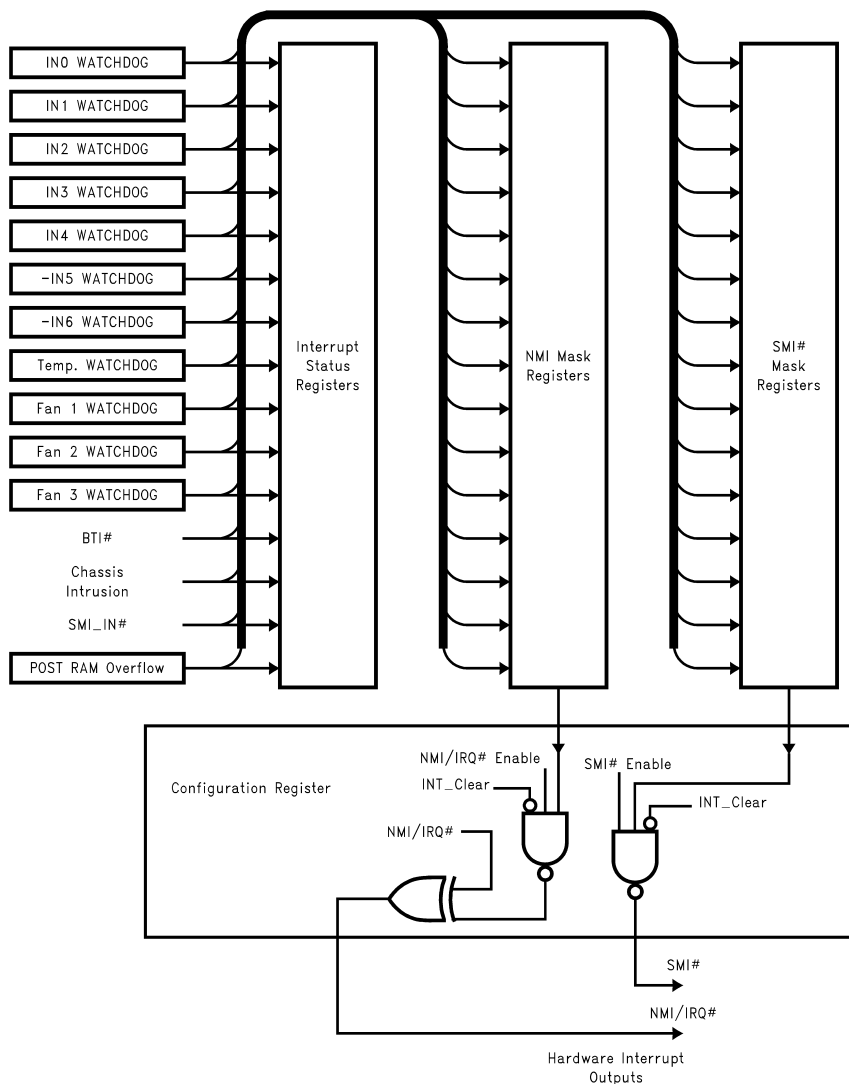 IN0 WATCHDOG
IN1 WATCHDOG
IN2 WATCHDOG
IN3 WATCHDOG
IN4 WATCHDOG
-IN5 WATCHDOG
-IN6 WATCHDOG
Temp. WATCHDOG
Fan 1 WATCHDOG
Fan 2 WATCHDOG
Fan 3 WATCHDOG
BTI#
Chassis
Intrusion
SMI_IN#
POST RAM Overflow
Interrupt
Status
Registers
NMI Mask
Registers
SMI#
Mask
Registers
Configuration Register
NMI/IRQ# Enable
INT_Clear
NMI/IRQ#
SMI# Enable
INT_Clear
SMI#
NMI/IRQ#
Hardware Interrupt
Outputs